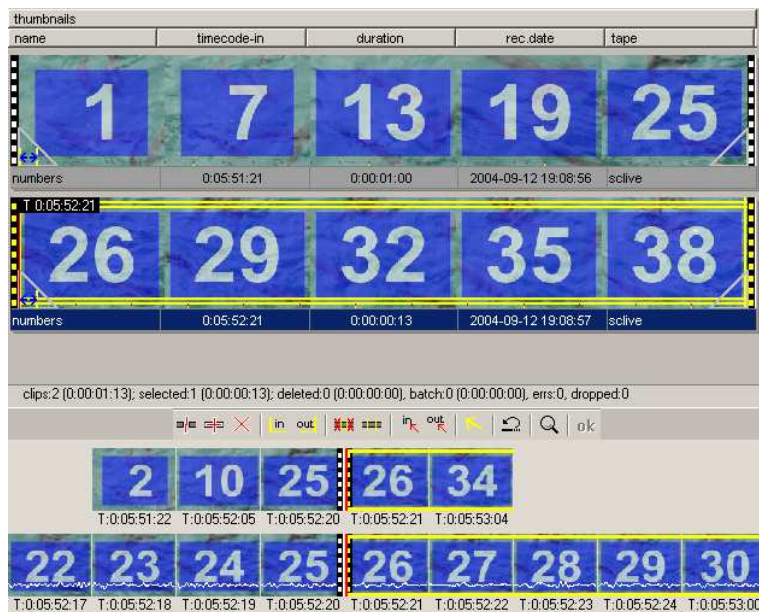 thumbnails
name timecode-in duration rec.date tape
1 7 13 19 25
numbers 0:05:51:21 0:00:01:00 2004-09-12 19:08:56 sclive
T 0:05:52:21
26 29 32 35 38
numbers 0:05:52:21 0:00:00:13 2004-09-12 19:08:57 sclive
clips:2 (0:00:01:13); selected:1 (0:00:00:13); deleted:0 (0:00:00:00), batch:0 (0:00:00:00), errs:0, dropped:0
in out in out ok
2 10 25 26 34
T:0:05:51:22 T:0:05:52:05 T:0:05:52:20 T:0:05:52:21 T:0:05:53:04
22 23 24 25 26 27 28 29 30
T:0:05:52:17 T:0:05:52:18 T:0:05:52:19 T:0:05:52:20 T:0:05:52:21 T:0:05:52:22 T:0:05:52:23 T:0:05:52:24 T:0:05:53:00